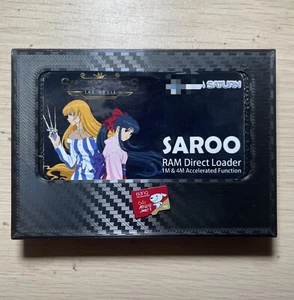 SATURN
SAROO
RAM Direct Loader
1M & 4M Accelerated Function